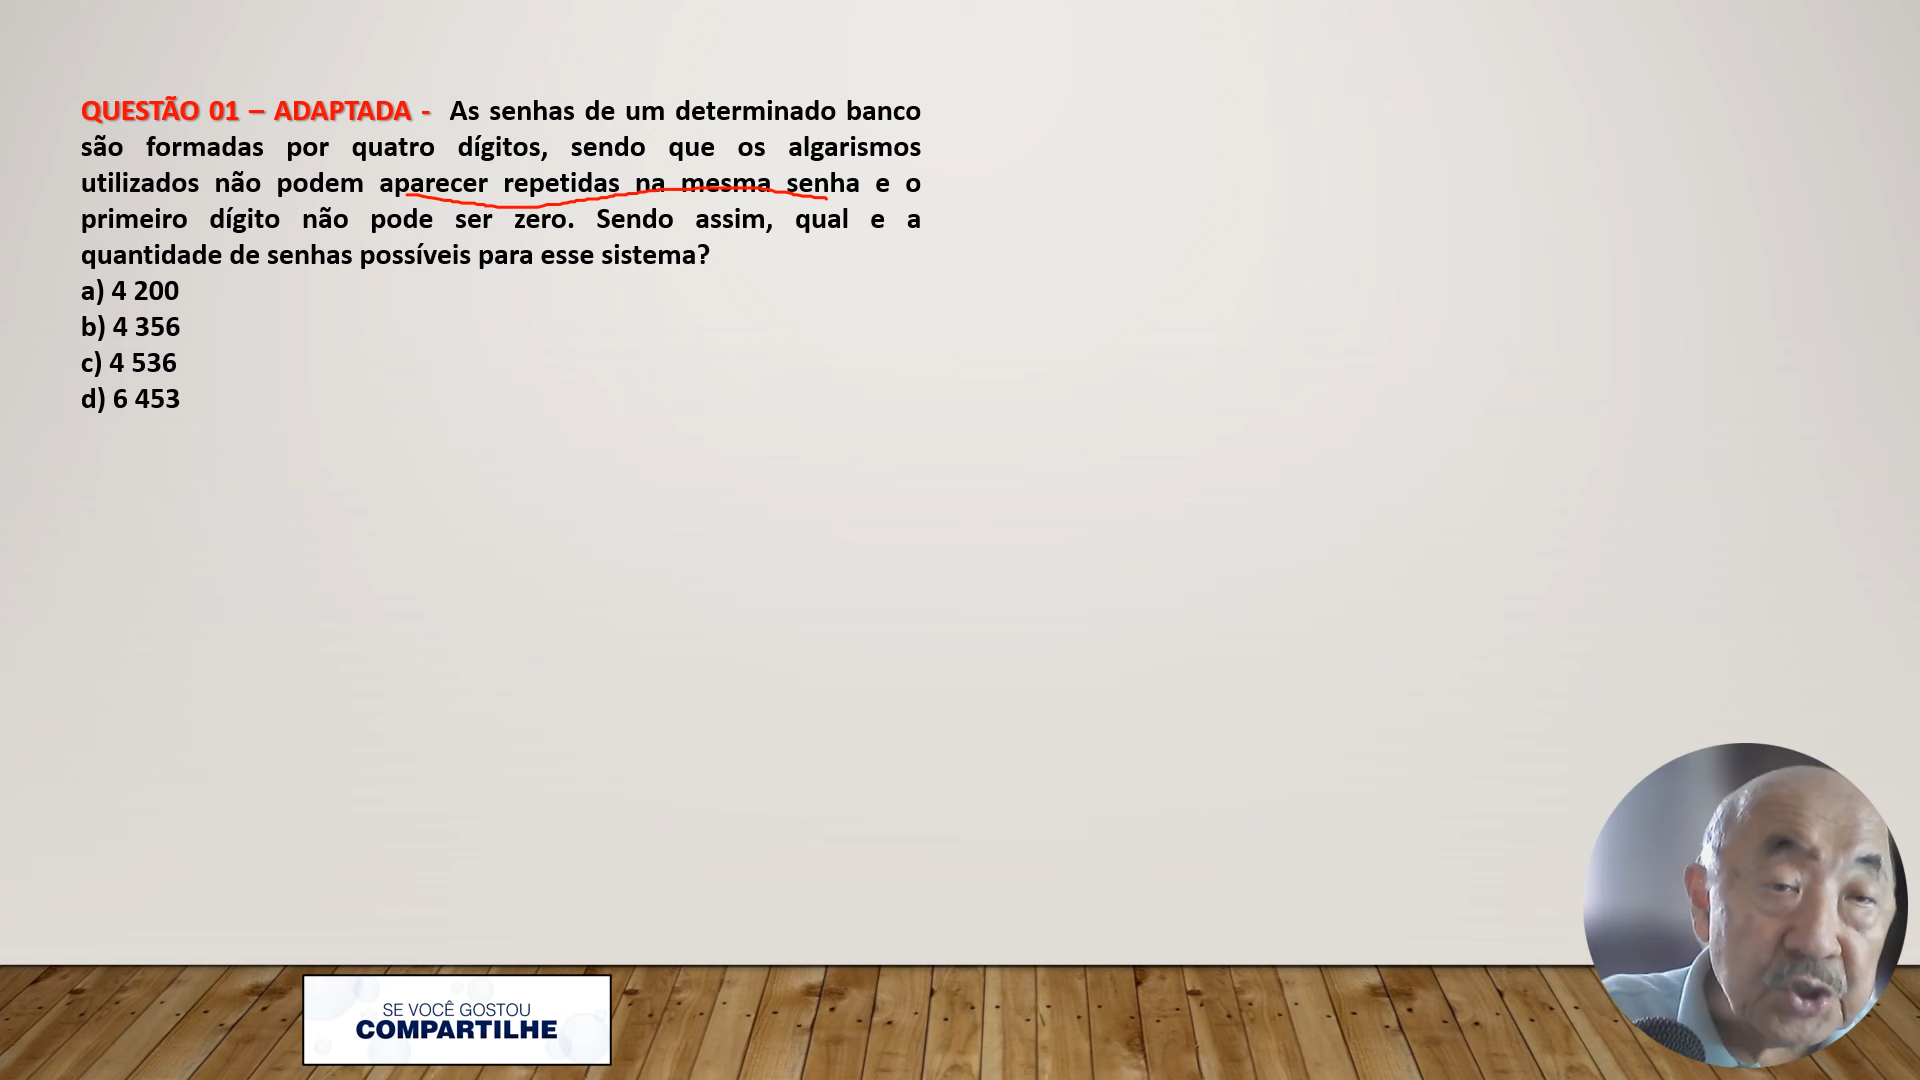 QUESTÃO 01 – ADAPTADA - As senhas de um determinado banco
são formadas por quatro dígitos, sendo que os algarismos
utilizados não podem aparecer repetidas na mesma senha e o
primeiro dígito não pode ser zero. Sendo assim, qual e a
quantidade de senhas possíveis para esse sistema?
a) 4 200
b) 4 356
c) 4 536
d) 6 453
SE VOCÊ GOSTOU
COMPARTILHE